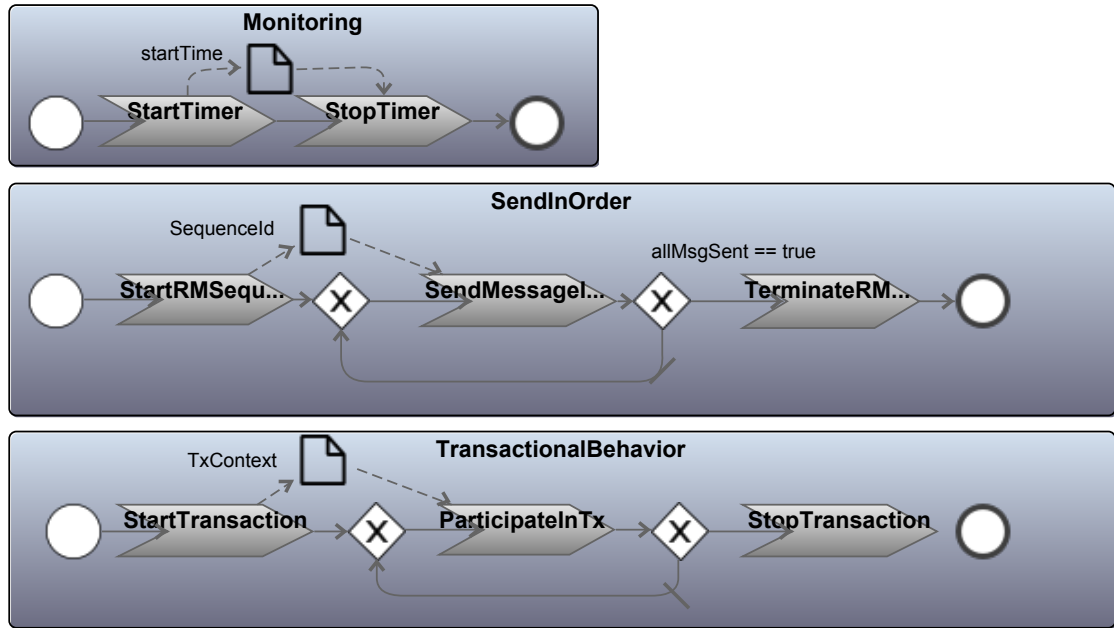 Monitoring
startTime
StartTimer
StopTimer
SendInOrder
SequenceId
allMsgSent == true
StartRMSequ...
X
SendMessageI...
X
TerminateRM...
TransactionalBehavior
TxContext
StartTransaction
X
ParticipateInTx
X
StopTransaction